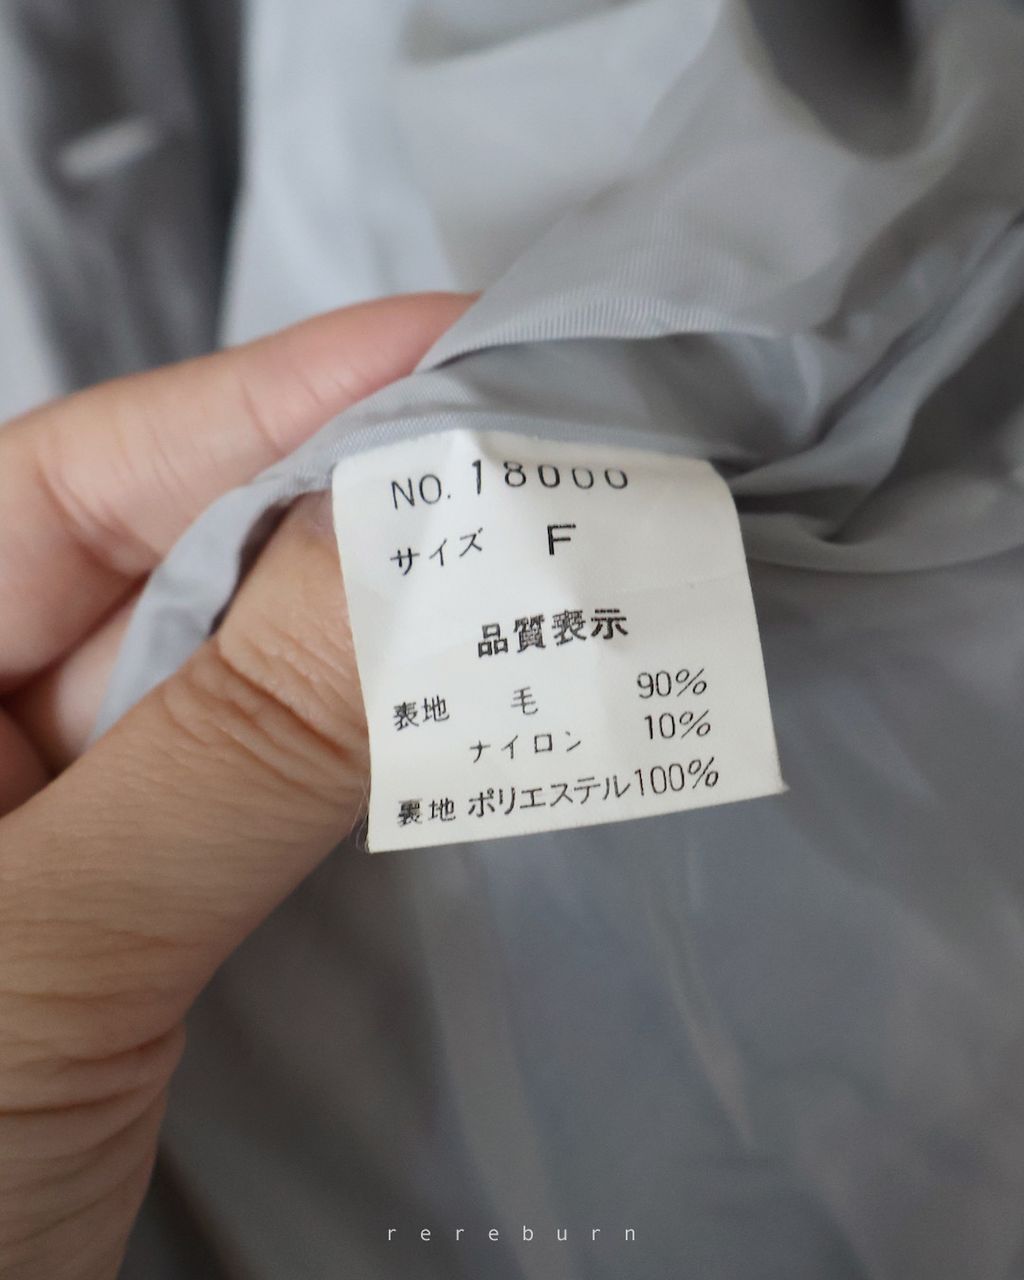 NO. 18000
サイズ F
品質表示
表地 毛 90%
ナイロン 10%
裏地 ポリエステル100%
rereburn